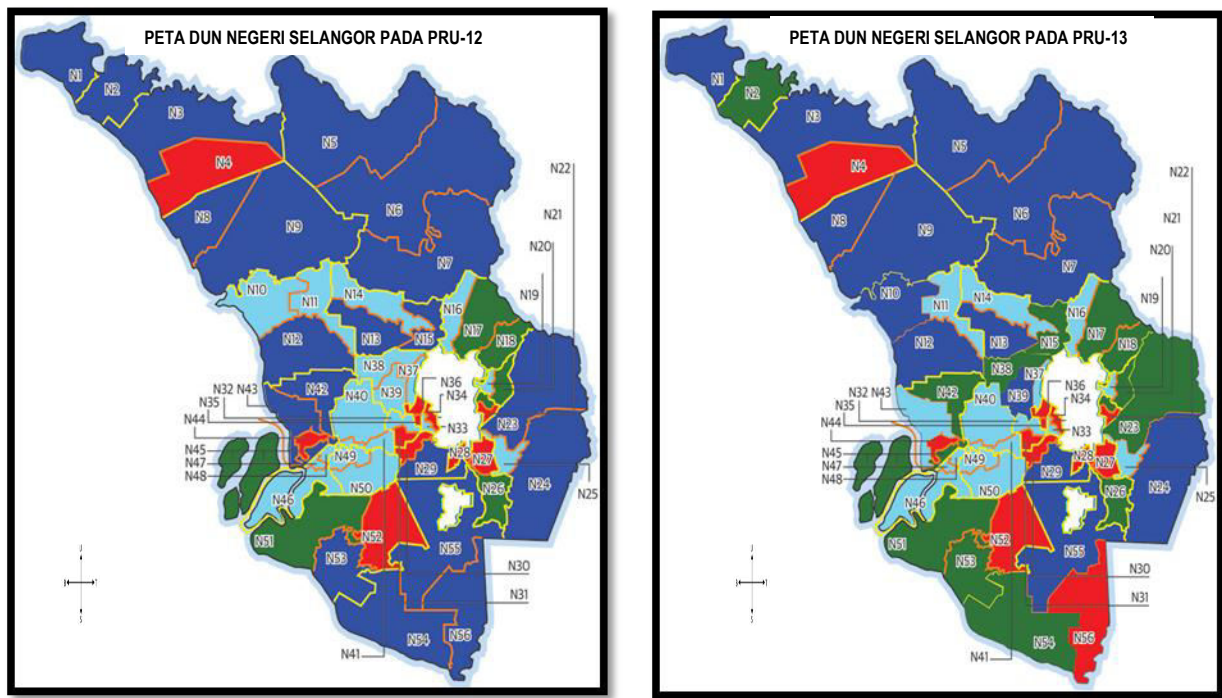 PETA DUN NEGERI SELANGOR PADA PRU-12
N1
N2
N3
N5
N4
N22
N8
N6
N21
N9
N20
N7
N19
N10
N11
N14
N16
N17
N18
N12
N13
N15
N38
N37
N32
N43
N42
N36
N35
N40
N39
N34
N44
N33
N23
N45
N49
N28
N27
N47
N29
N48
N24
N25
N46
N50
N26
N51
N52
N53
N55
N30
N31
N54
N56
N41
PETA DUN NEGERI SELANGOR PADA PRU-13
N1
N2
N3
N5
N4
N22
N8
N6
N21
N9
N20
N7
N19
N10
N11
N14
N16
N17
N18
N12
N13
N15
N38
N37
N32
N43
N42
N36
N35
N40
N39
N34
N44
N33
N23
N45
N49
N28
N27
N47
N29
N48
N24
N25
N46
N50
N26
N51
N52
N53
N55
N30
N31
N54
N56
N41